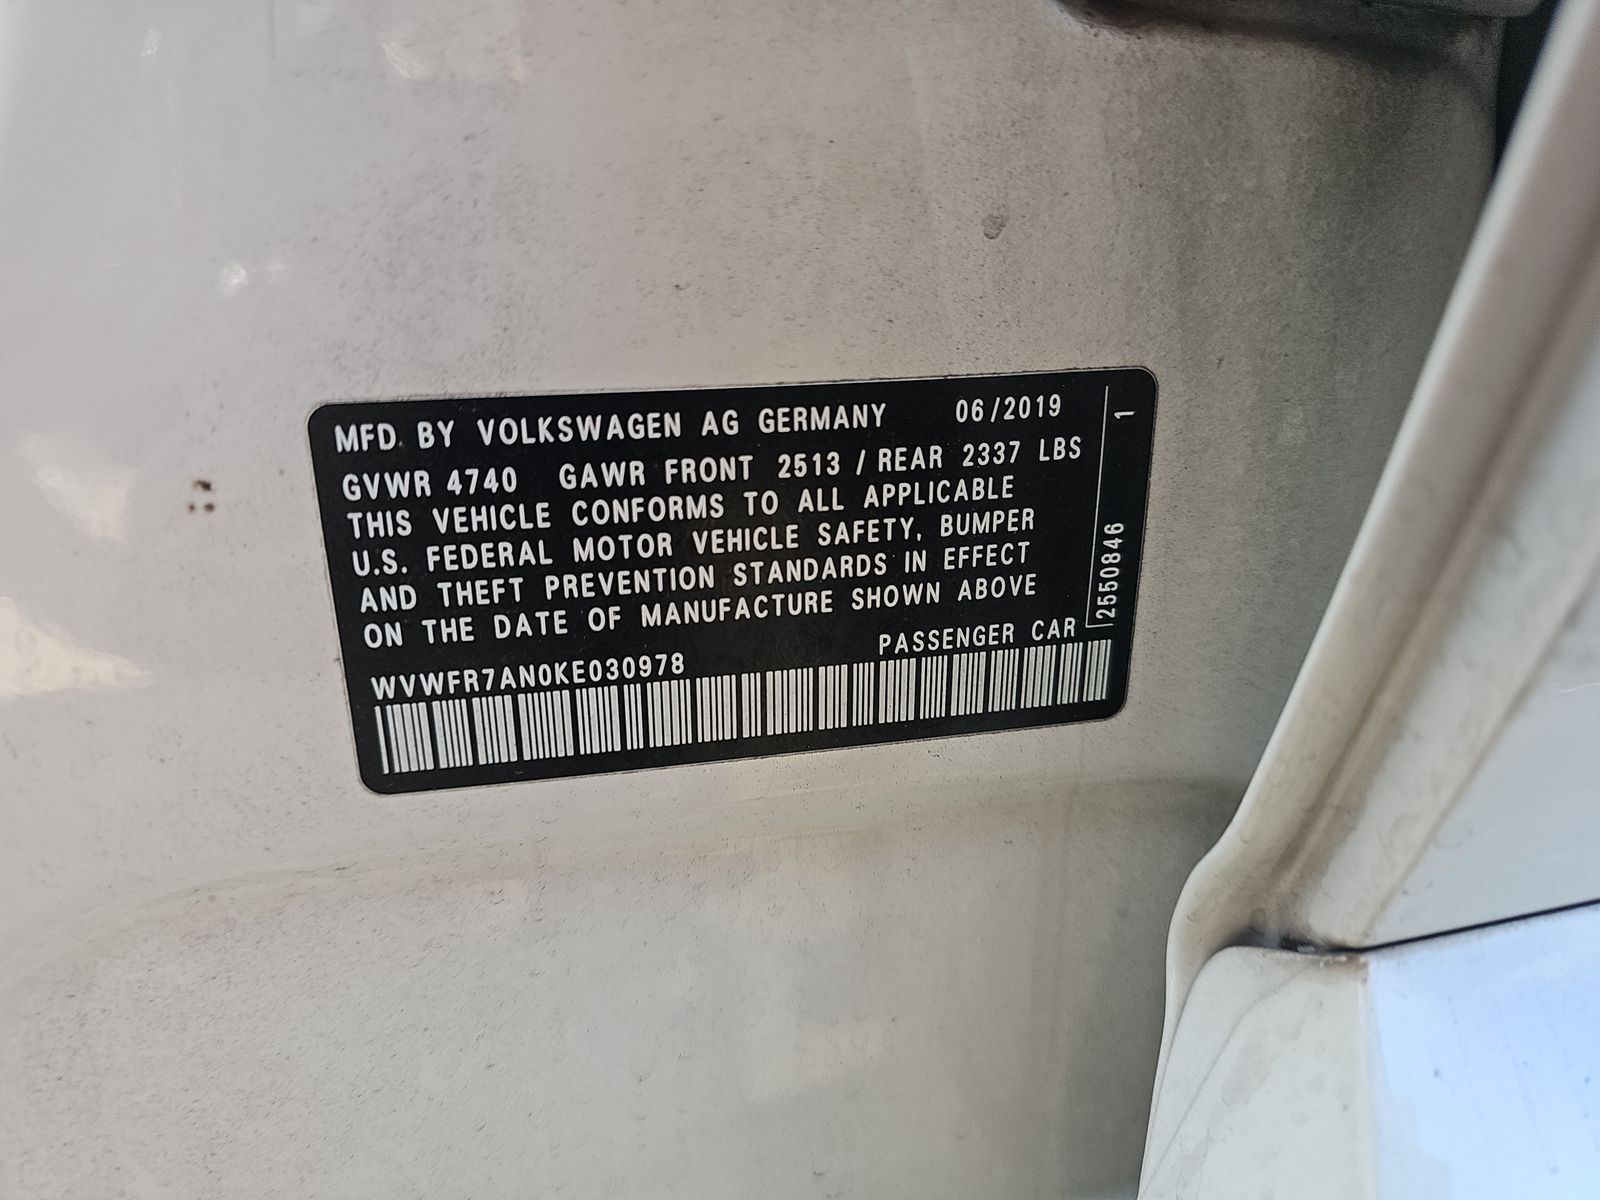 MFD. BY VOLKSWAGEN AG GERMANY 06/2019
GVWR 4740 GAWR FRONT 2513 / REAR 2337 LBS
THIS VEHICLE CONFORMS TO ALL APPLICABLE
U.S. FEDERAL MOTOR VEHICLE SAFETY, BUMPER
AND THEFT PREVENTION STANDARDS IN EFFECT
ON THE DATE OF MANUFACTURE SHOWN ABOVE
WVWFR7AN0KE030978 PASSENGER CAR
2550846 1